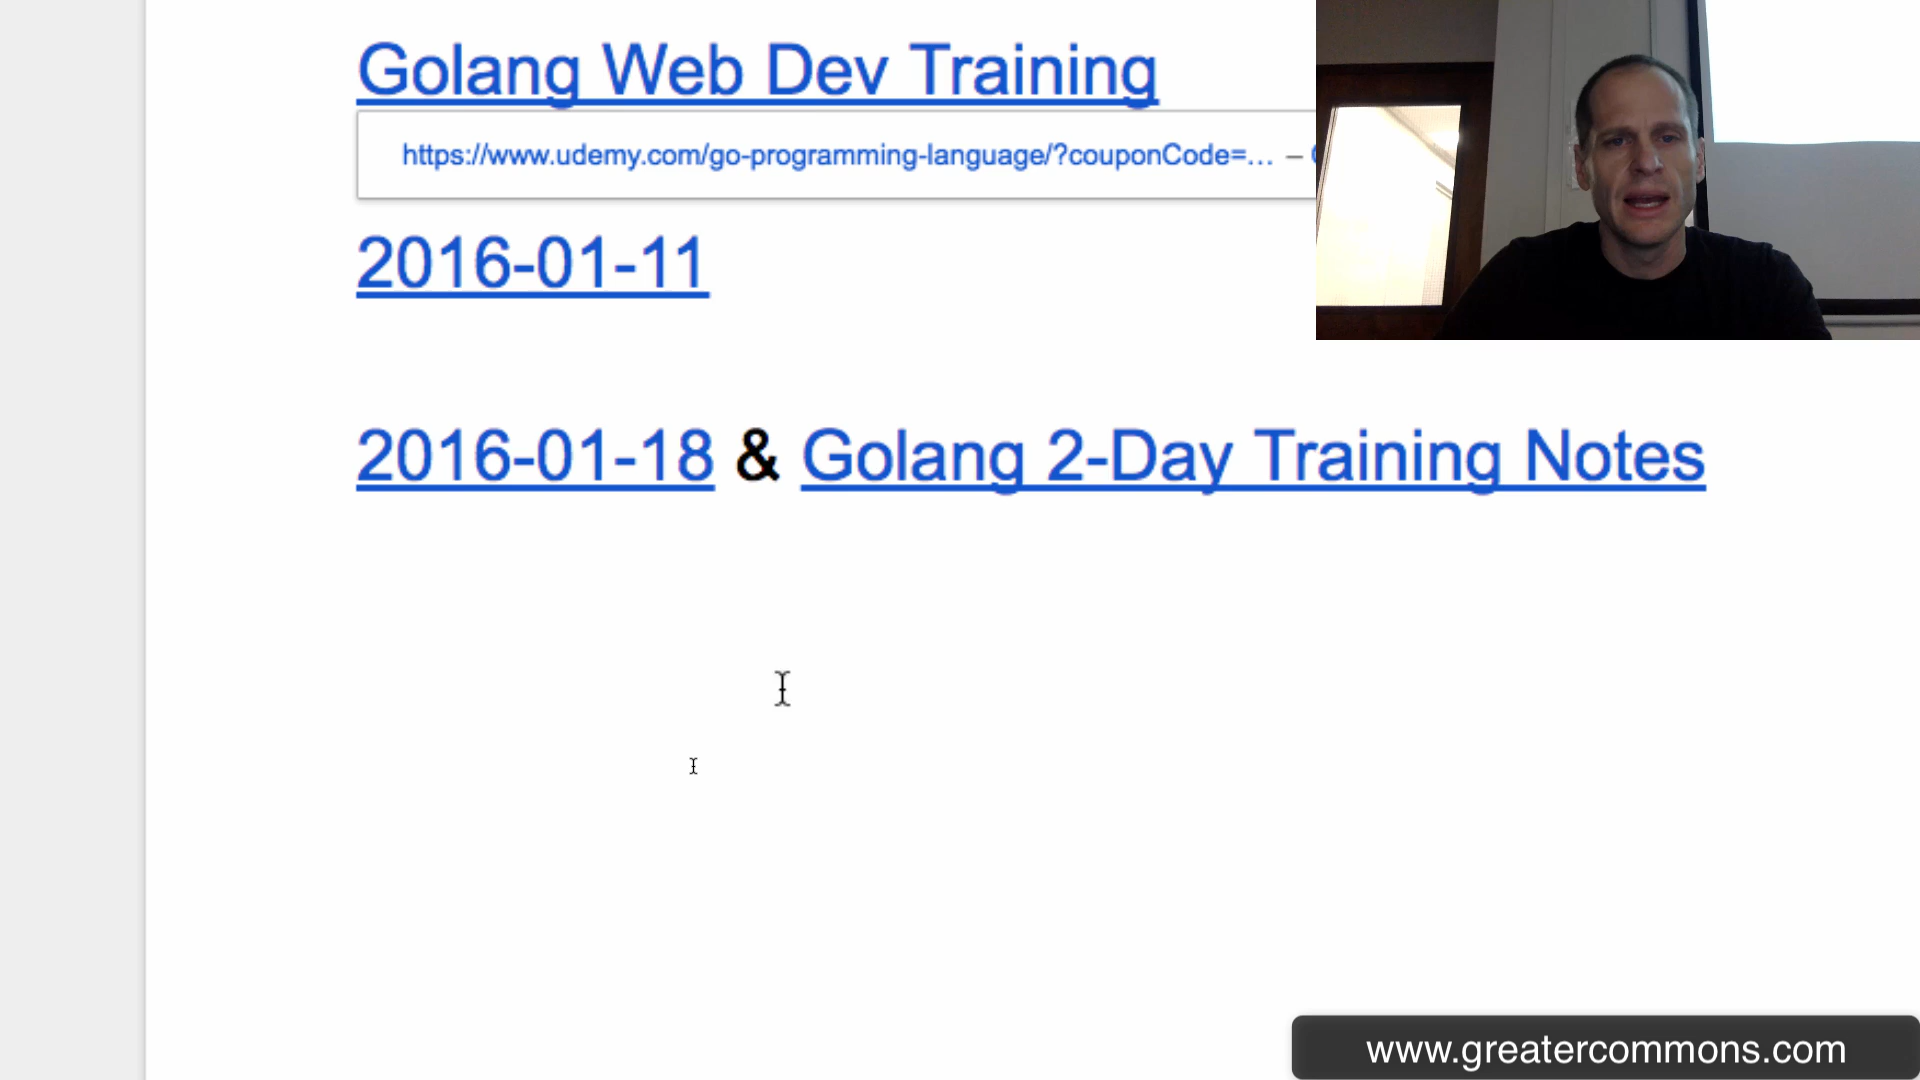 Golang Web Dev Training
https://www.udemy.com/go-programming-language/?couponCode=... –
2016-01-11
2016-01-18 & Golang 2-Day Training Notes
www.greatercommons.com